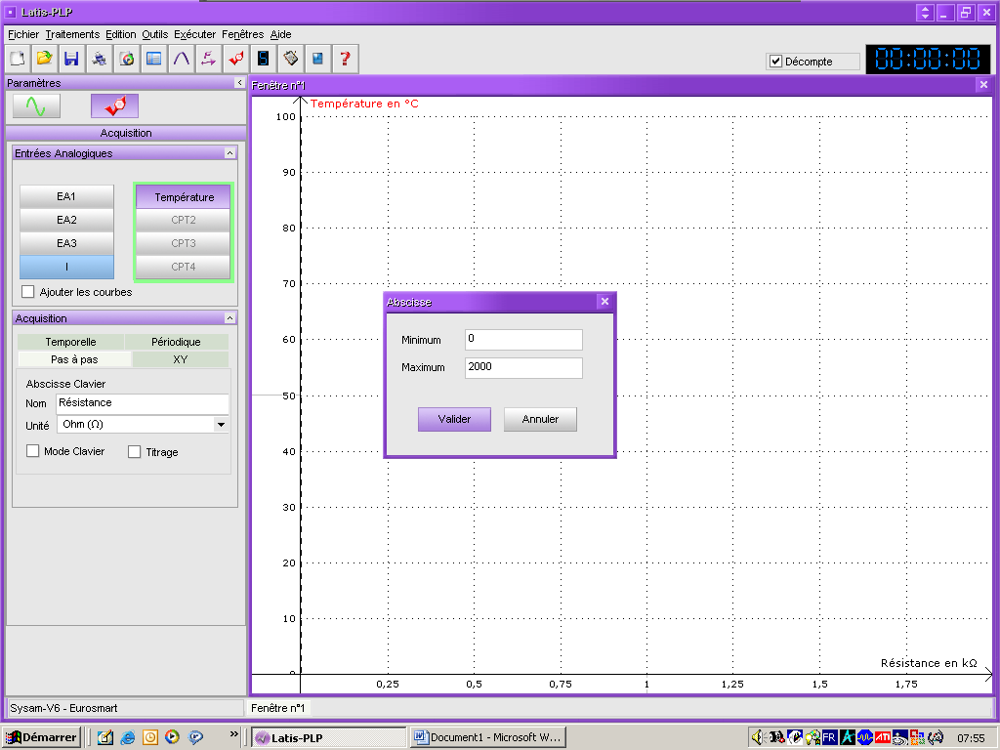 Latis-PLP
Fichier Traitements Edition Outils Exécuter Fenêtres Aide
Décompte 00:00:00
Paramètres
Fenêtre n°1
Acquisition
Entrées Analogiques
EA1 Température
EA2 CPT2
EA3 CPT3
I CPT4
Ajouter les courbes
Acquisition
Temporelle Périodique
Pas à pas XY
Abscisse Clavier
Nom Résistance
Unité Ohm (Ω)
Mode Clavier Titrage
Température en °C
100
90
80
70
60
50
40
30
20
10
0
0,25 0,5 0,75 1 1,25 1,5 1,75
Résistance en kΩ
Abscisse
Minimum 0
Maximum 2000
Valider Annuler
Sysam-V6 - Eurosmart Fenêtre n°1
Démarrer » Latis-PLP Document1 - Microsoft W... FR ATI 07:55